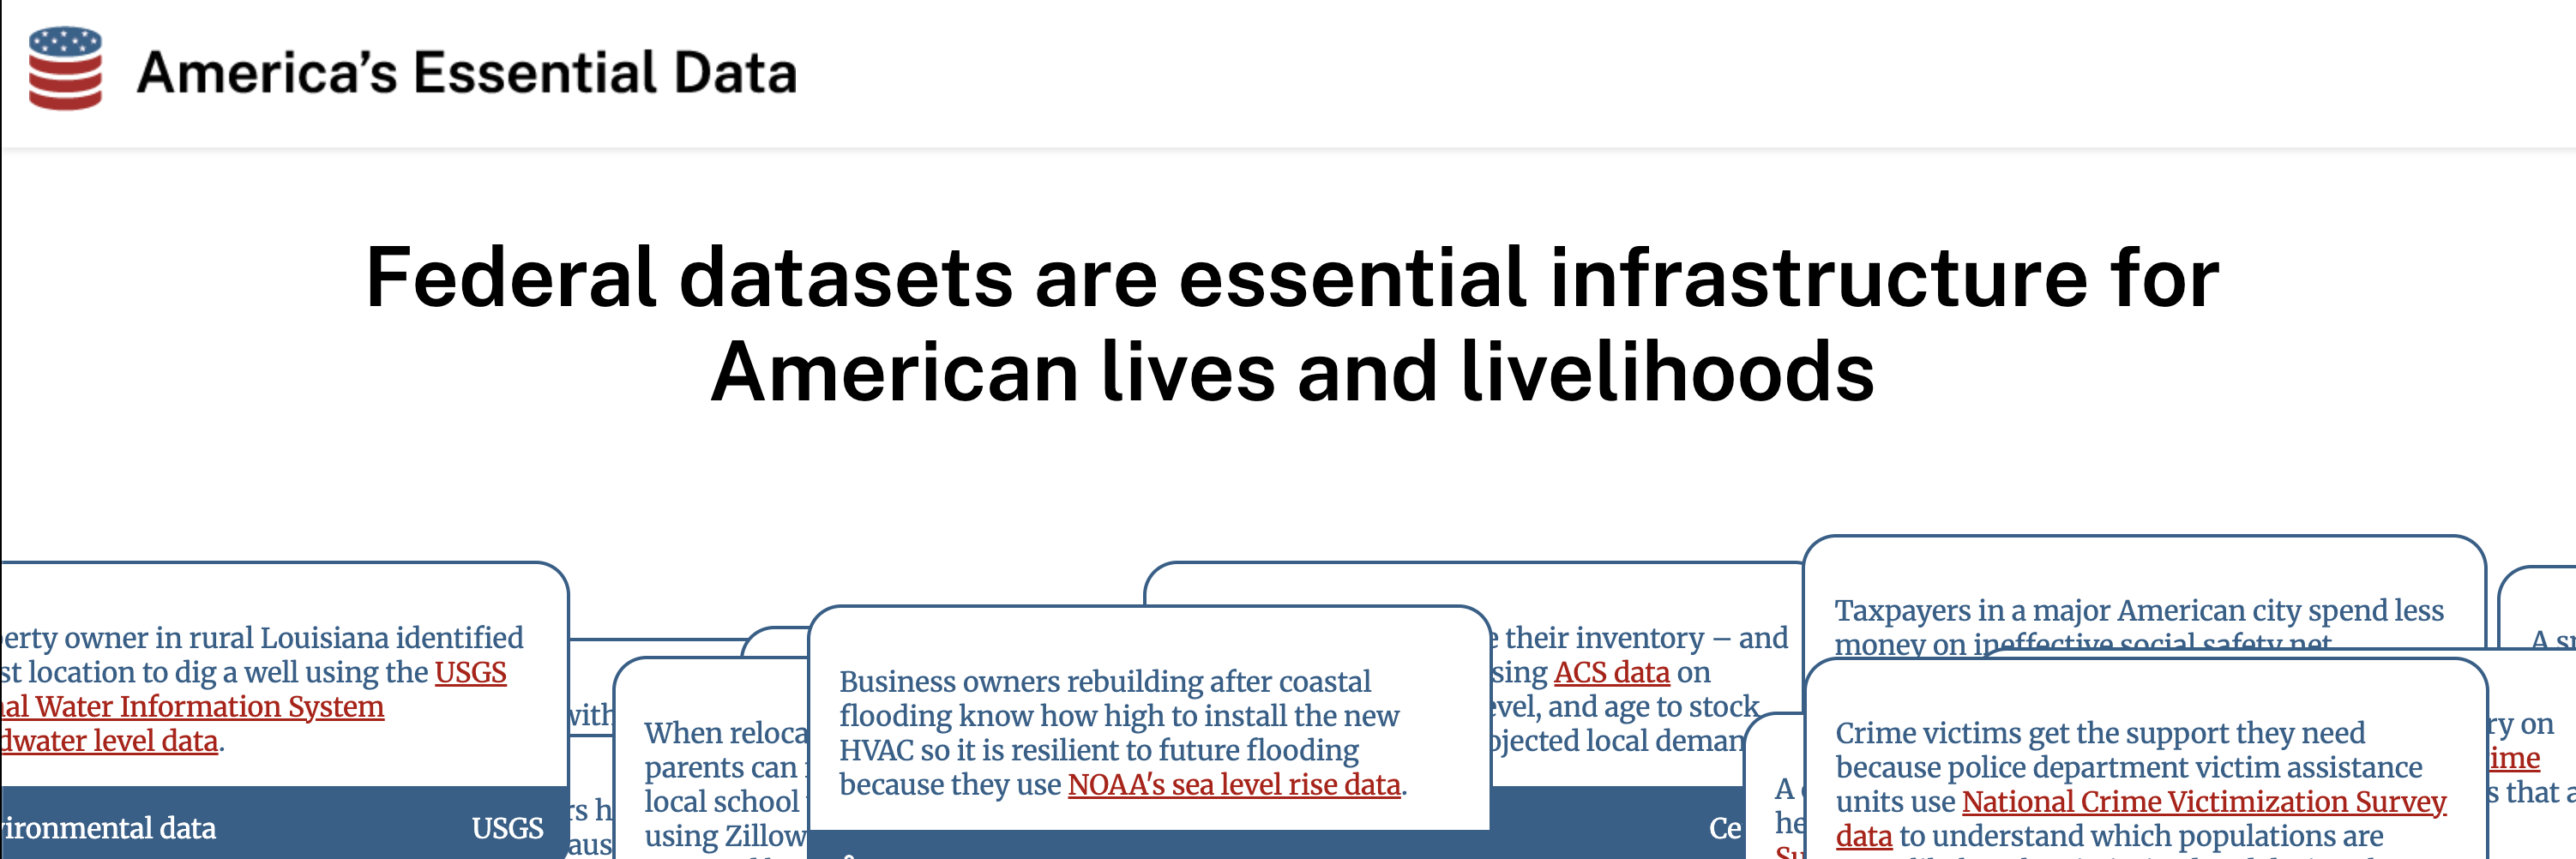 America's Essential Data
Federal datasets are essential infrastructure for
American lives and livelihoods
erty owner in rural Louisiana identified
st location to dig a well using the USGS
al Water Information System
dwater level data.
ironmental data USGS
with
rs h
aus
When reloca
parents can
local school
using Zillow
Business owners rebuilding after coastal
flooding know how high to install the new
HVAC so it is resilient to future flooding
because they use NOAA's sea level rise data.
their inventory – and
sing ACS data on
evel, and age to stock
ojected local deman
Ce
Taxpayers in a major American city spend less
money on ineffective social safety net
A
he
Su
Crime victims get the support they need
because police department victim assistance
units use National Crime Victimization Survey
data to understand which populations are
A s
ry on
ime
s that a